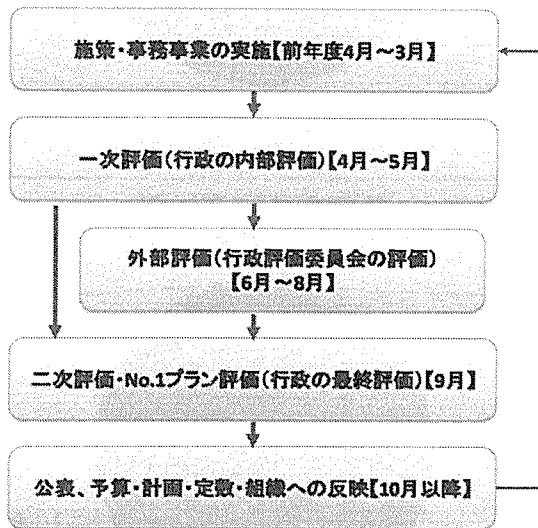 施策・事務事業の実施【前年度4月～3月】
一次評価(行政の内部評価)【4月～5月】
外部評価(行政評価委員会の評価)
【6月～8月】
二次評価・No.1プラン評価(行政の最終評価)【9月】
公表、予算・計画・定数・組織への反映【10月以降】